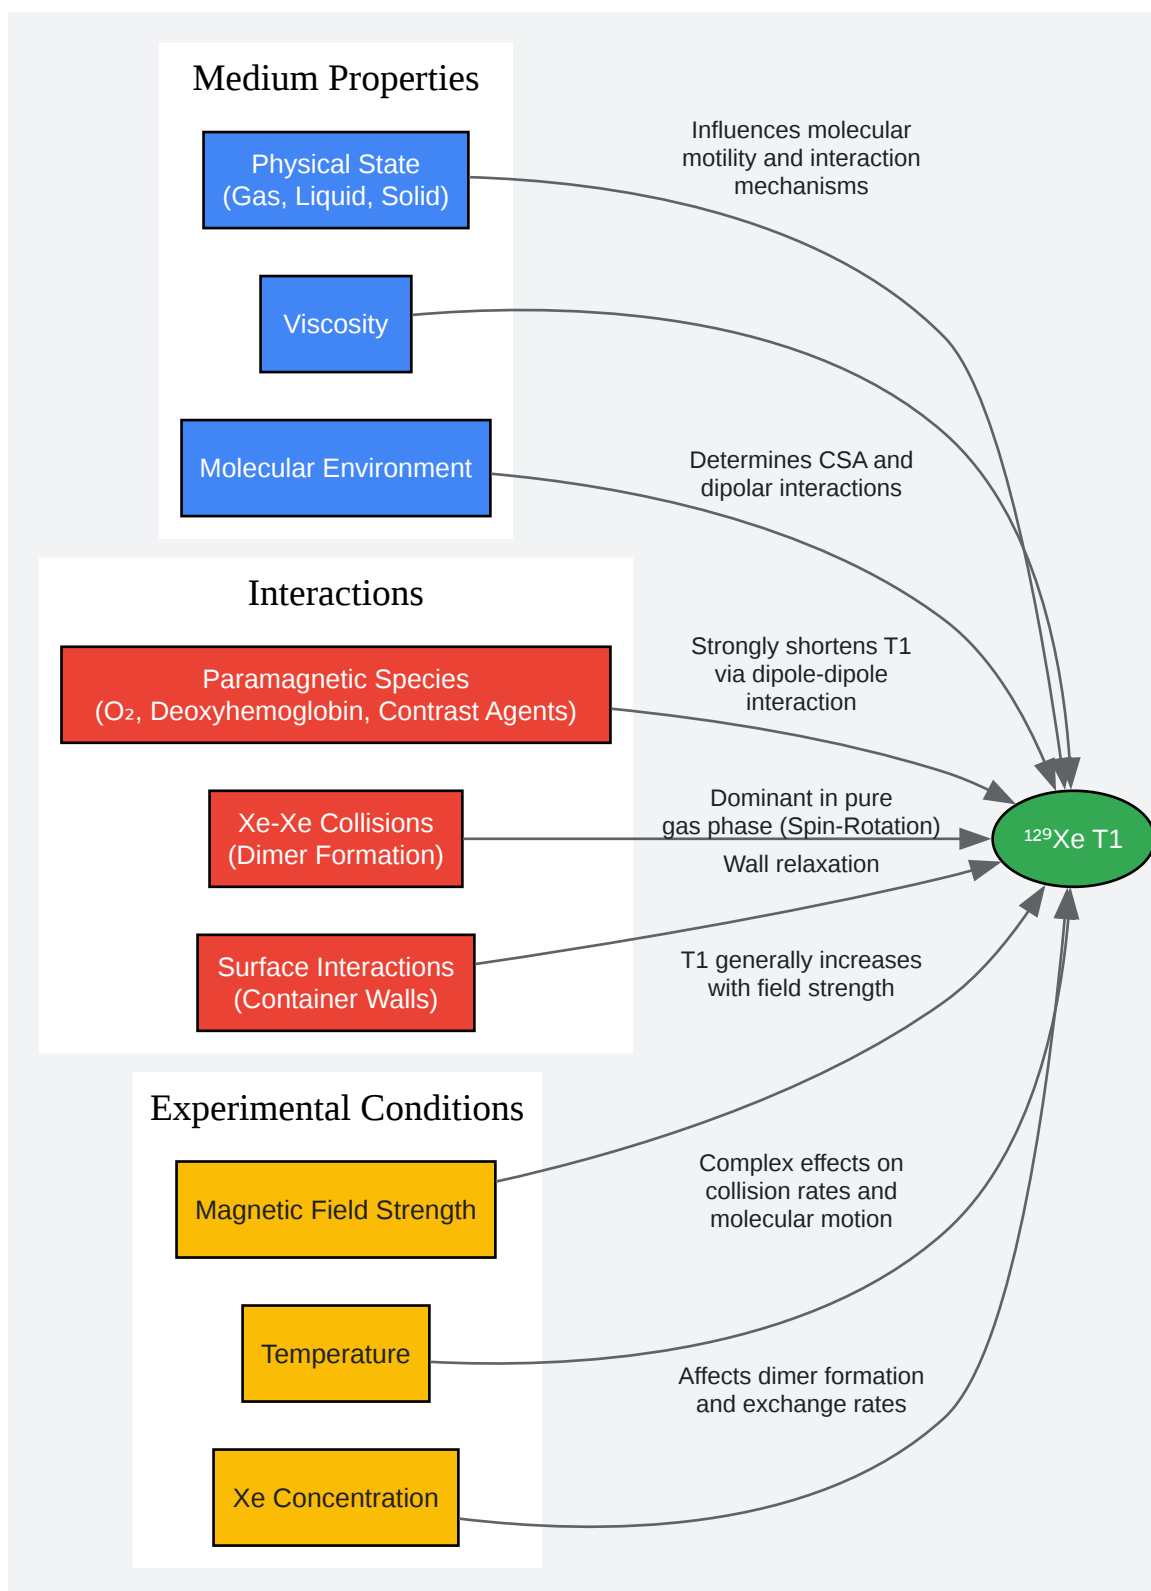 Medium Properties
Physical State
(Gas, Liquid, Solid)
Viscosity
Molecular Environment
Influences molecular
motility and interaction
mechanisms
Determines CSA and
dipolar interactions
Interactions
Paramagnetic Species
(O₂, Deoxyhemoglobin, Contrast Agents)
Xe-Xe Collisions
(Dimer Formation)
Surface Interactions
(Container Walls)
Strongly shortens T1
via dipole-dipole
interaction
Dominant in pure
gas phase (Spin-Rotation)
Wall relaxation
¹²⁹Xe T1
Experimental Conditions
Magnetic Field Strength
Temperature
Xe Concentration
T1 generally increases
with field strength
Complex effects on
collision rates and
molecular motion
Affects dimer formation
and exchange rates